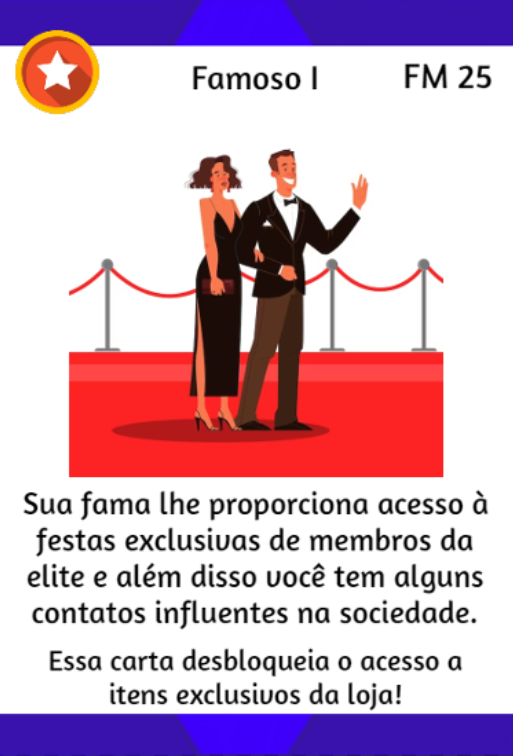 Famoso I
FM 25
Sua fama lhe proporciona acesso à
festas exclusivas de membros da
elite e além disso você tem alguns
contatos influentes na sociedade.
Essa carta desbloqueia o acesso a
itens exclusivos da loja!